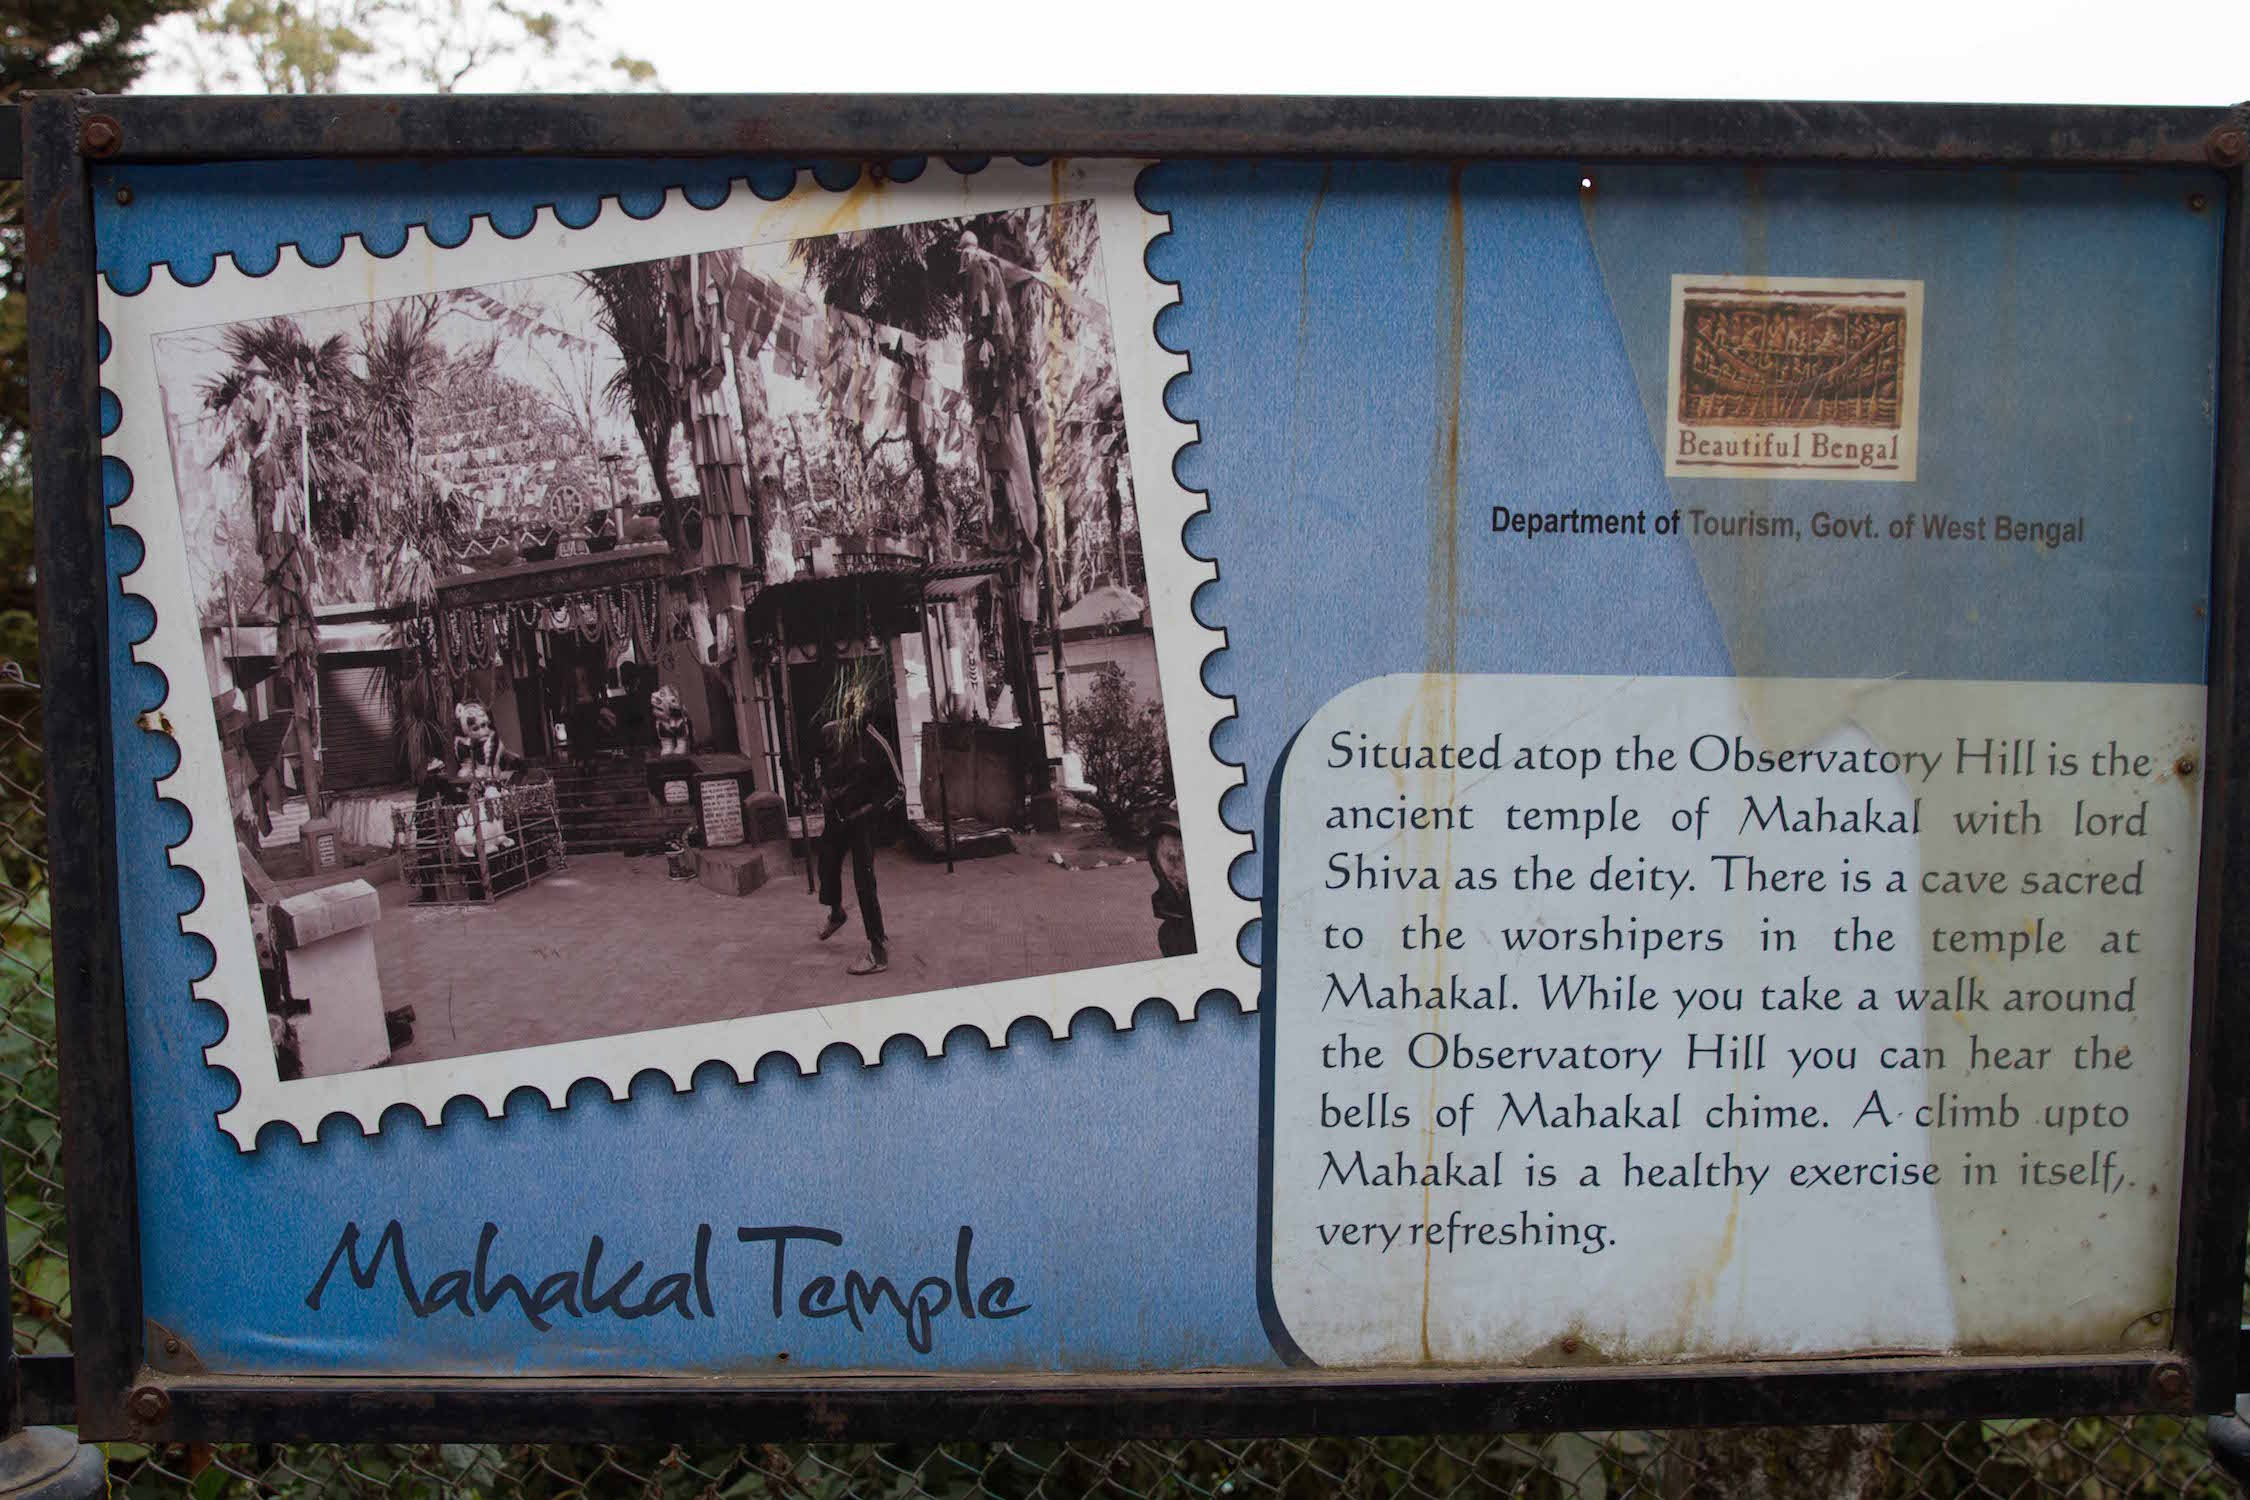 Beautiful Bengal
Department of Tourism, Govt. of West Bengal
Situated atop the Observatory Hill is the
ancient temple of Mahakal with lord
Shiva as the deity. There is a cave sacred
to the worshipers in the temple at
Mahakal. While you take a walk around
the Observatory Hill you can hear the
bells of Mahakal chime. A climb upto
Mahakal is a healthy exercise in itself,
very refreshing.
Mahakal Temple